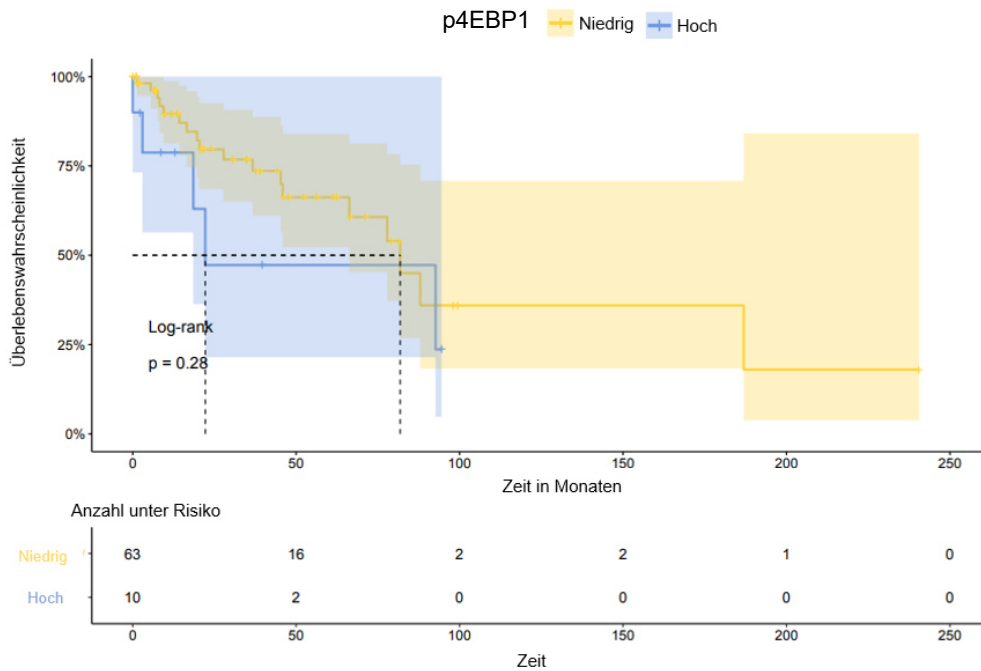 p4EBP1 Niedrig Hoch
Überlebenswahrscheinlichkeit
100%
75%
50%
25%
0%
Log-rank
p = 0.28
0 50 100 150 200 250
Zeit in Monaten
Anzahl unter Risiko
Niedrig 63 16 2 2 1 0
Hoch 10 2 0 0 0 0
0 50 100 150 200 250
Zeit